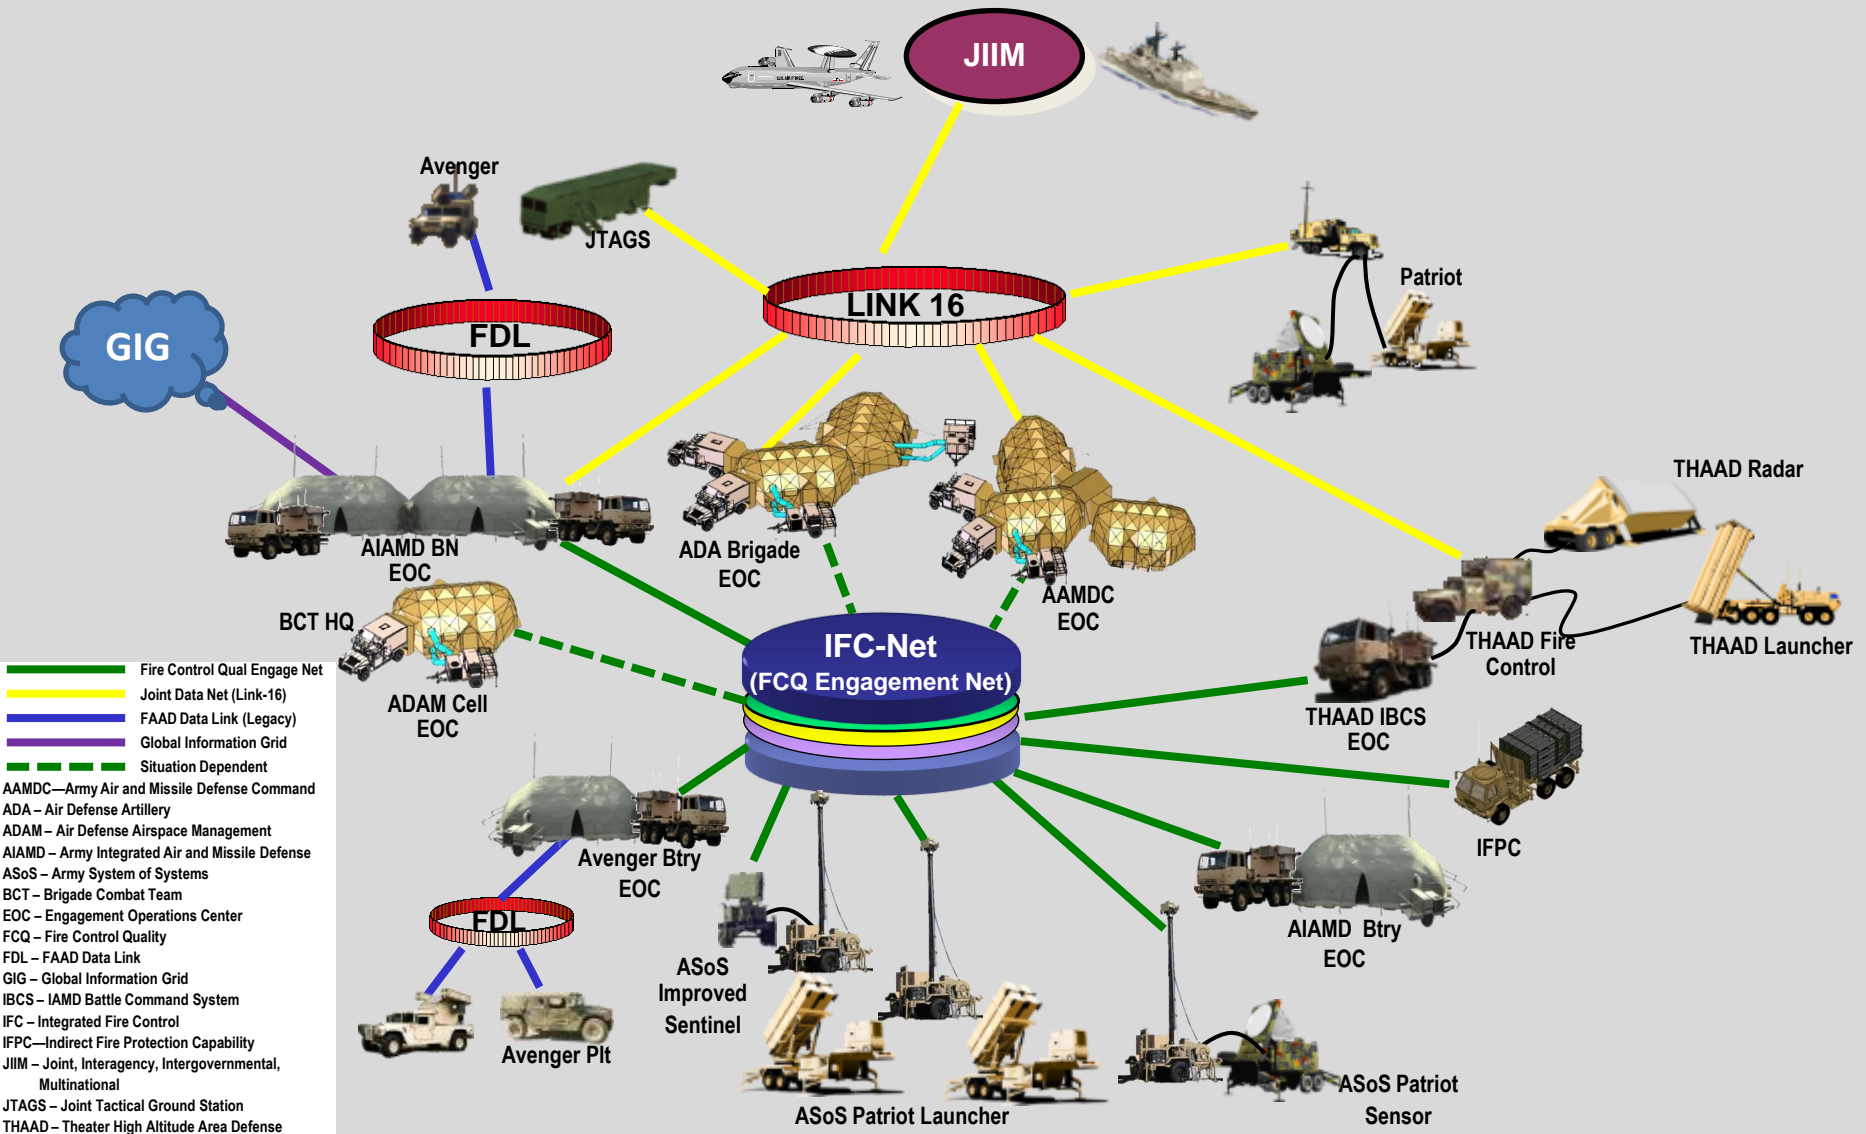 JIIM
U.S. AIR FORCE
Avenger
JTAGS
LINK 16
Patriot
FDL
GIG
THAAD Radar
AIAMD BN
EOC
ADA Brigade
EOC
AAMDC
EOC
BCT HQ
ADAM Cell
EOC
IFC-Net
(FCQ Engagement Net)
THAAD Fire
Control
THAAD Launcher
THAAD IBCS
EOC
IFPC
Avenger Btry
EOC
FDL
Avenger Plt
ASoS
Improved
Sentinel
ASoS Patriot Launcher
AIAMD Btry
EOC
ASoS Patriot
Sensor
Fire Control Qual Engage Net
Joint Data Net (Link-16)
FAAD Data Link (Legacy)
Global Information Grid
Situation Dependent
AAMDC—Army Air and Missile Defense Command
ADA – Air Defense Artillery
ADAM – Air Defense Airspace Management
AIAMD – Army Integrated Air and Missile Defense
ASoS – Army System of Systems
BCT – Brigade Combat Team
EOC – Engagement Operations Center
FCQ – Fire Control Quality
FDL – FAAD Data Link
GIG – Global Information Grid
IBCS – IAMD Battle Command System
IFC – Integrated Fire Control
IFPC—Indirect Fire Protection Capability
JIIM – Joint, Interagency, Intergovernmental,
Multinational
JTAGS – Joint Tactical Ground Station
THAAD – Theater High Altitude Area Defense